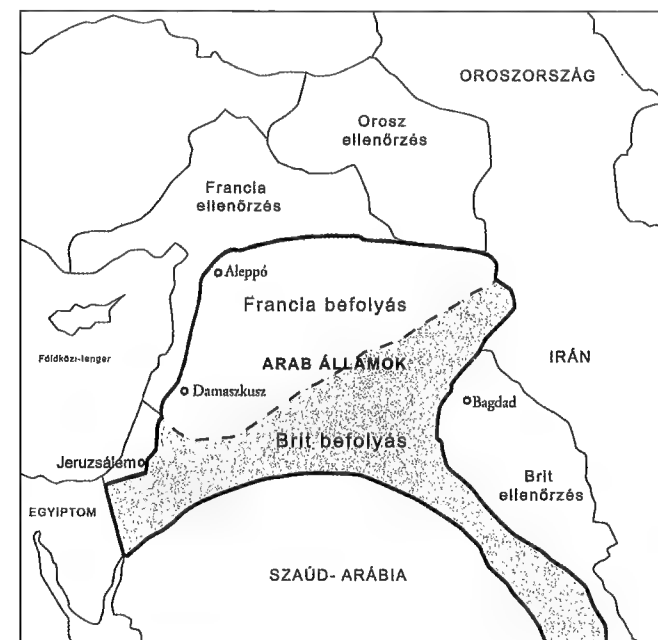 OROSZORSZÁG
Orosz
ellenőrzés
Francia
ellenőrzés
Aleppó
Francia befolyás
Földközi-tenger
ARAB ÁLLAMOK
IRÁN
Damaszkusz
Bagdad
Brit befolyás
Jeruzsálem
Brit
ellenőrzés
EGYIPTOM
SZAÚD- ARÁBIA